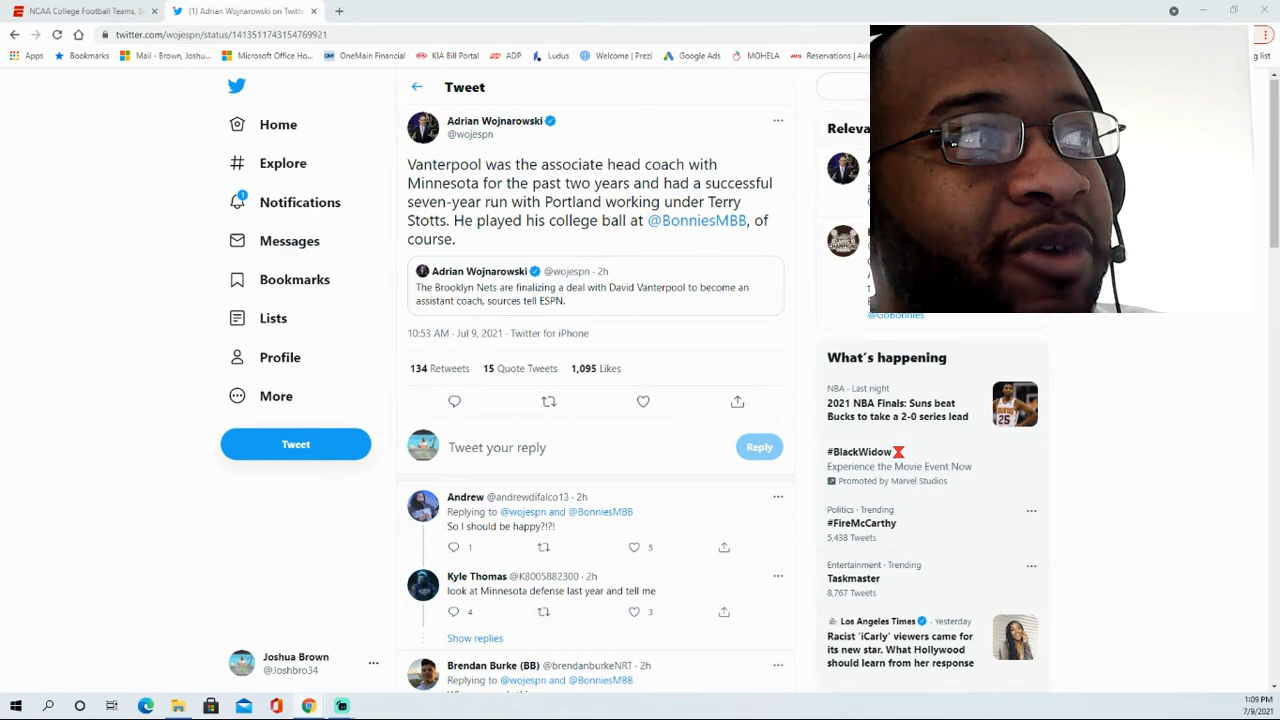 NCAA College Football Teams, S
(1) Adrian Wojnarowski on Twitte
twitter.com/wojespn/status/1413511743154769921
Apps
Bookmarks
Mail - Brown, Joshu...
Microsoft Office Ho...
OneMain Financial
KIA Bill Portal
ADP
Ludust
Welcome | Prezi
Google Ads
MOHELA
Reservations | Avis
g list
Home
Explore
1
Notifications
Messages
Bookmarks
Lists
Profile
More
Tweet
Joshua Brown
@Joshbro34
Tweet
Adrian Wojnarowski
@wojespn
Vanterpool was the associate head coach with
Minnesota for the past two years and had a successful
seven-year run with Portland working under Terry
Stotts. He played his college ball at @BonniesMBB, of
course.
Adrian Wojnarowski @wojespn · 2h
The Brooklyn Nets are finalizing a deal with David Vanterpool to become an
assistant coach, sources tell ESPN.
10:53 AM · Jul 9, 2021 · Twitter for iPhone
134 Retweets 15 Quote Tweets 1,095 Likes
Tweet your reply
Reply
Andrew @andrewdifalco13 · 2h
Replying to @wojespn and @BonniesMBB
So I should be happy?!?!
1
5
Kyle Thomas @K8005882300 · 2h
look at Minnesota defense last year and tell me
4
3
Show replies
Brendan Burke (BB) @brendanburkeNRT · 2h
Replying to @wojespn and @BonniesMBB
Releva
@GoBonnies
What's happening
NBA · Last night
2021 NBA Finals: Suns beat
Bucks to take a 2-0 series lead
#BlackWidow
Experience the Movie Event Now
Promoted by Marvel Studios
Politics · Trending
#FireMcCarthy
5,438 Tweets
Entertainment · Trending
Taskmaster
8,767 Tweets
Los Angeles Times · Yesterday
Racist 'iCarly' viewers came for
its new star. What Hollywood
should learn from her response
1:09 PM
7/9/2021